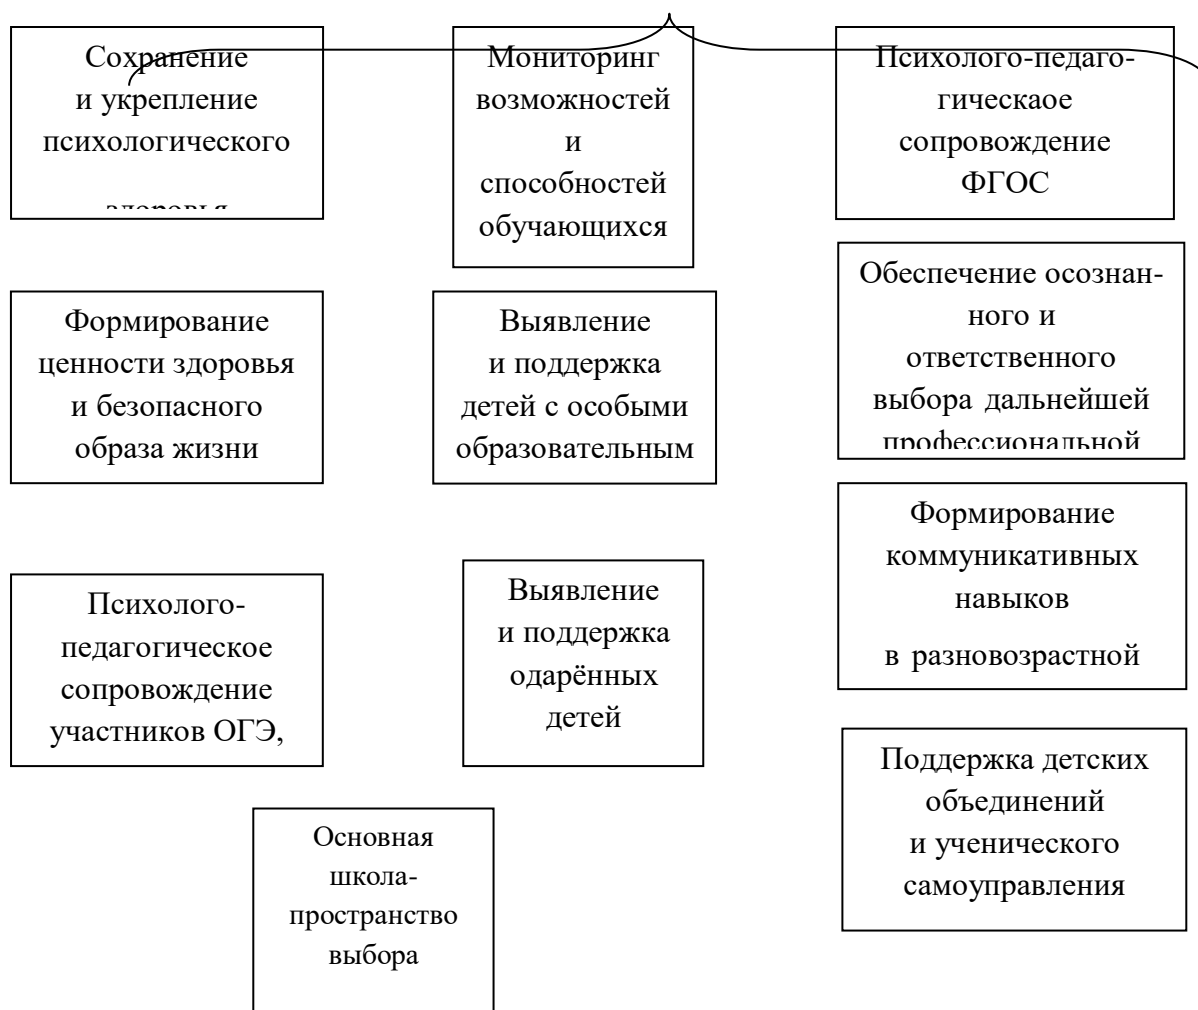 Сохранение
и укрепление
психологического
здоровья
Мониторинг
возможностей
и
способностей
обучающихся
Психолого-педаго-
гическаое
сопровождение
ФГОС
Обеспечение осознан-
ного и
ответственного
выбора дальнейшей
профессиональной
Формирование
ценности здоровья
и безопасного
образа жизни
Выявление
и поддержка
детей с особыми
образовательным
Формирование
коммуникативных
навыков
в разновозрастной
Психолого-
педагогическое
сопровождение
участников ОГЭ,
Выявление
и поддержка
одарённых
детей
Поддержка детских
объединений
и ученического
самоуправления
Основная
школа-
пространство
выбора